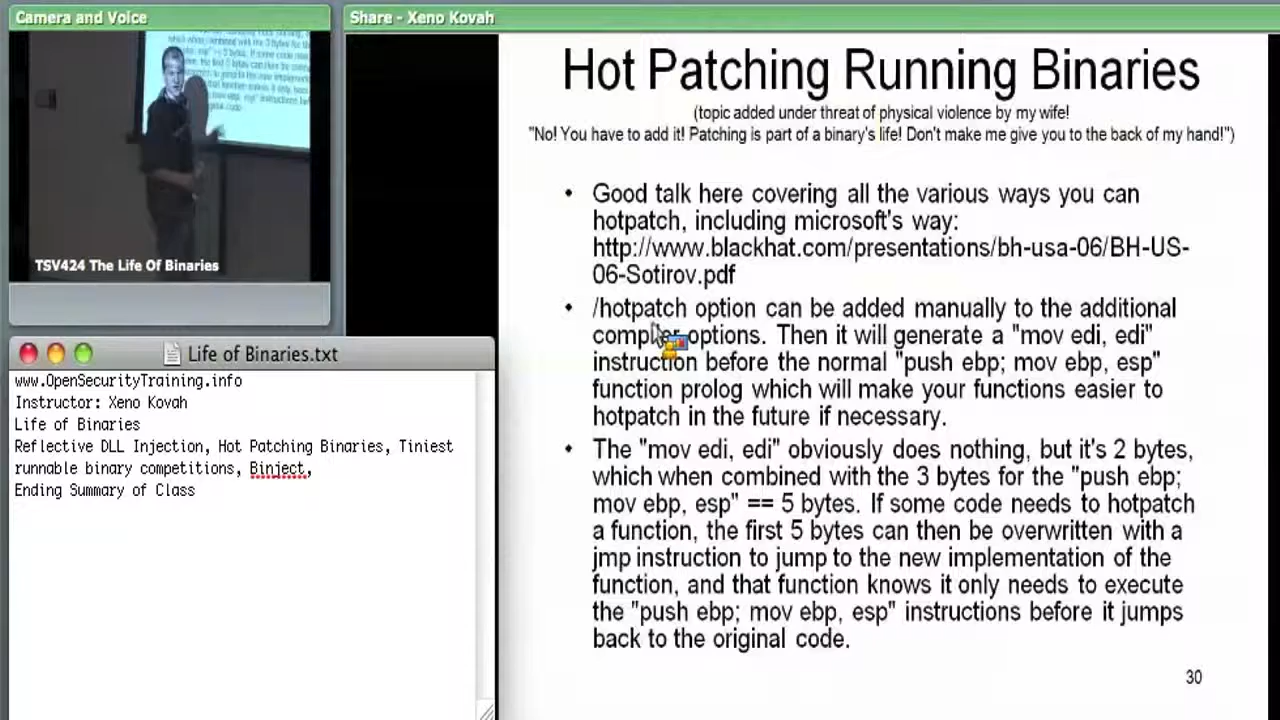 Camera and Voice
TSV424 The Life Of Binaries
Life of Binaries.txt
www.OpenSecurityTraining.info
Instructor: Xeno Kovah
Life of Binaries
Reflective DLL Injection, Hot Patching Binaries, Tiniest
runnable binary competitions, Binject,
Ending Summary of Class
Share - Xeno Kovah
Hot Patching Running Binaries
(topic added under threat of physical violence by my wife!
"No! You have to add it! Patching is part of a binary's life! Don't make me give you to the back of my hand!")
• Good talk here covering all the various ways you can
hotpatch, including microsoft's way:
http://www.blackhat.com/presentations/bh-usa-06/BH-US-
06-Sotirov.pdf
• /hotpatch option can be added manually to the additional
compiler options. Then it will generate a "mov edi, edi"
instruction before the normal "push ebp; mov ebp, esp"
function prolog which will make your functions easier to
hotpatch in the future if necessary.
• The "mov edi, edi" obviously does nothing, but it's 2 bytes,
which when combined with the 3 bytes for the "push ebp;
mov ebp, esp" == 5 bytes. If some code needs to hotpatch
a function, the first 5 bytes can then be overwritten with a
jmp instruction to jump to the new implementation of the
function, and that function knows it only needs to execute
the "push ebp; mov ebp, esp" instructions before it jumps
back to the original code.
30